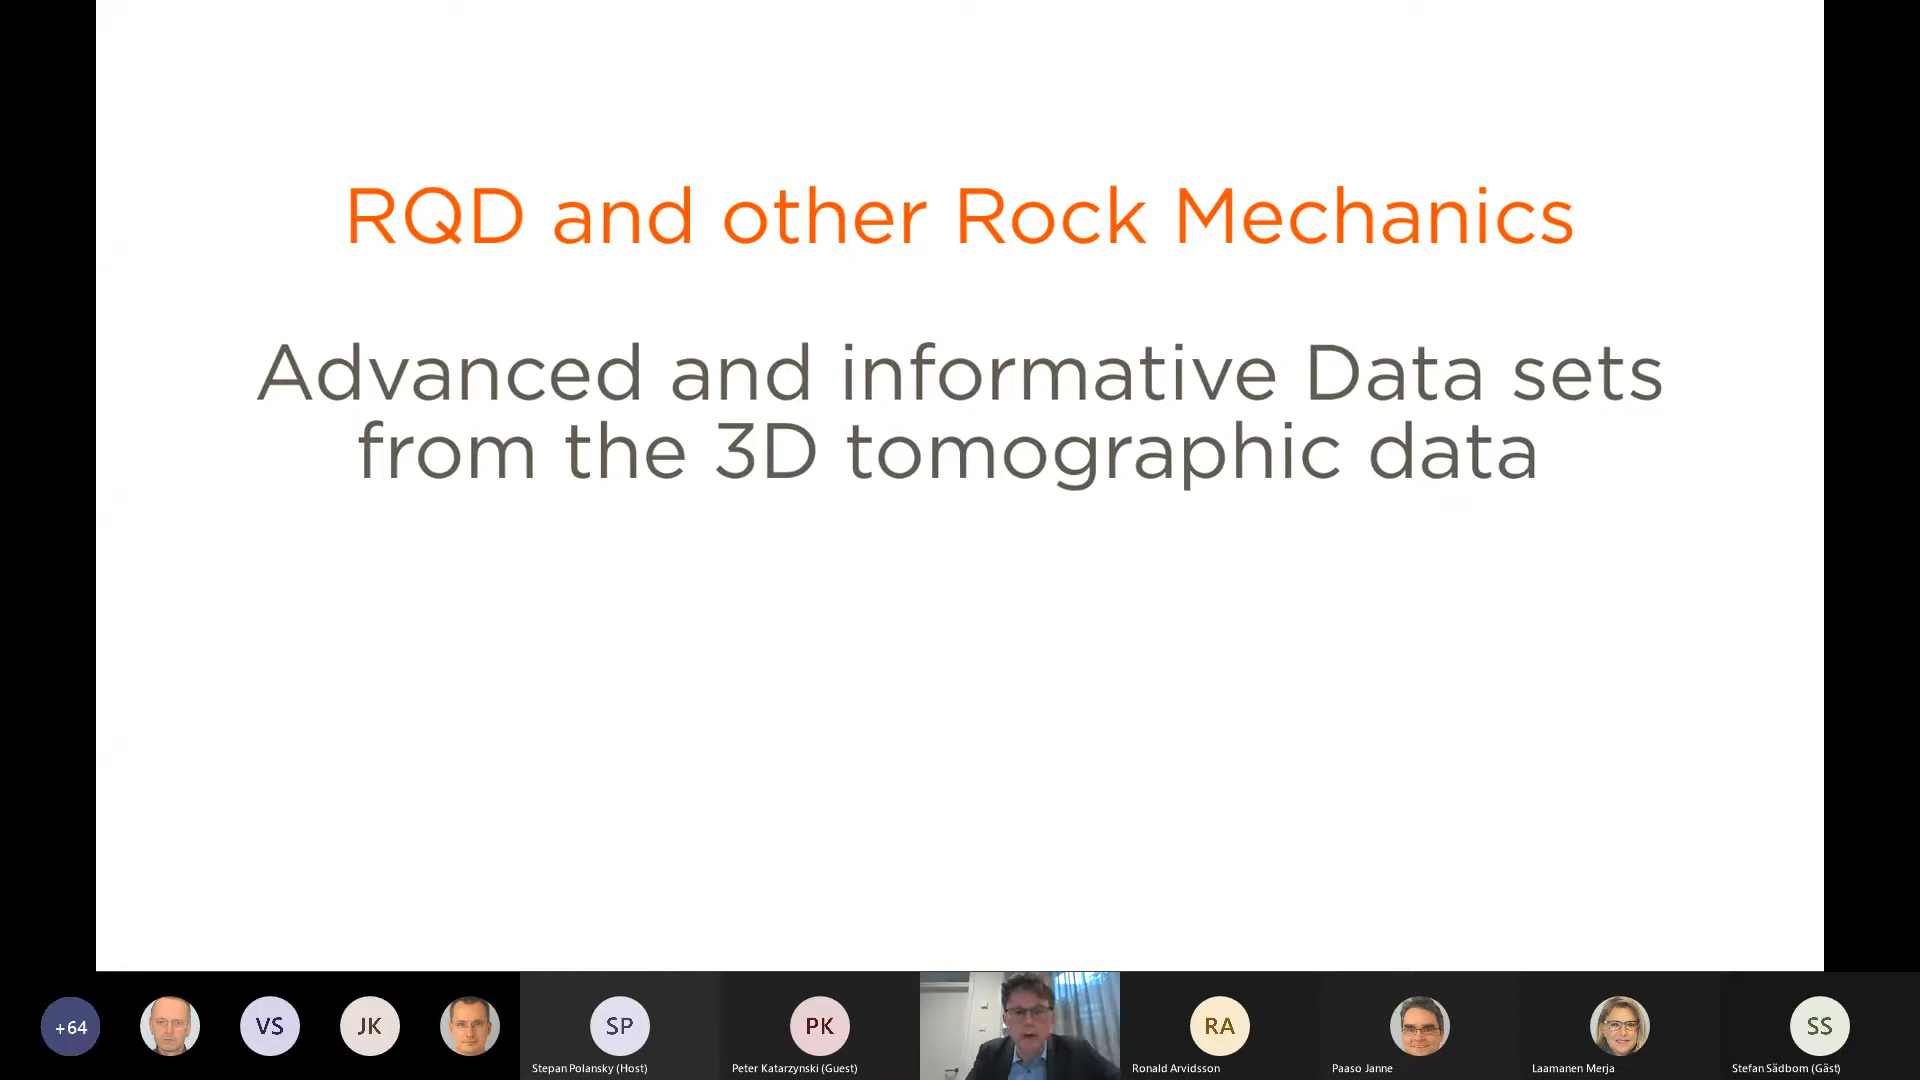 RQD and other Rock Mechanics
Advanced and informative Data sets
from the 3D tomographic data
+64
VS
JK
SP
PK
RA
SS
Stepan Polansky (Host)
Peter Katarzynski (Guest)
Ronald Arvidsson
Paaso Janne
Laamanen Merja
Stefan Sädbom (Gäst)